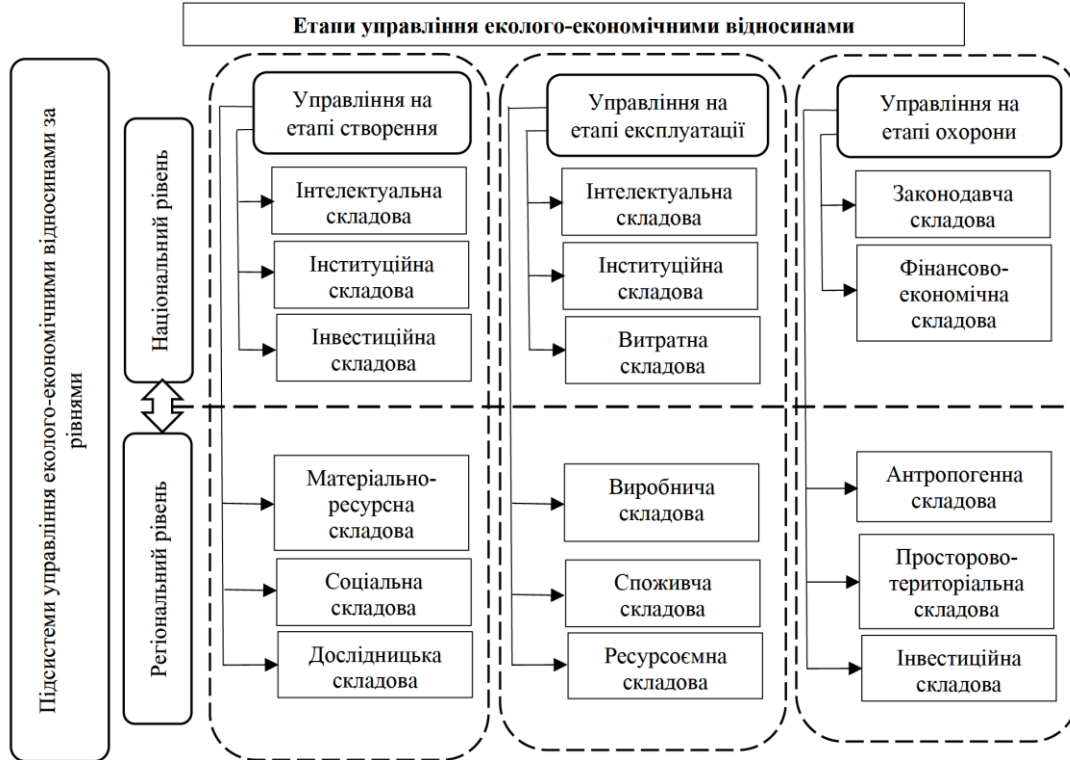 Етапи управління еколого-економічними відносинами
Підсистеми управління еколого-економічними відносинами за
рівнями
Національний рівень
Регіональний рівень
Управління на
етапі створення
Інтелектуальна
складова
Інституційна
складова
Інвестиційна
складова
Матеріально-
ресурсна
складова
Соціальна
складова
Дослідницька
складова
Управління на
етапі експлуатації
Інтелектуальна
складова
Інституційна
складова
Витратна
складова
Виробнича
складова
Споживча
складова
Ресурсоємна
складова
Управління на
етапі охорони
Законодавча
складова
Фінансово-
економічна
складова
Антропогенна
складова
Просторово-
територіальна
складова
Інвестиційна
складова